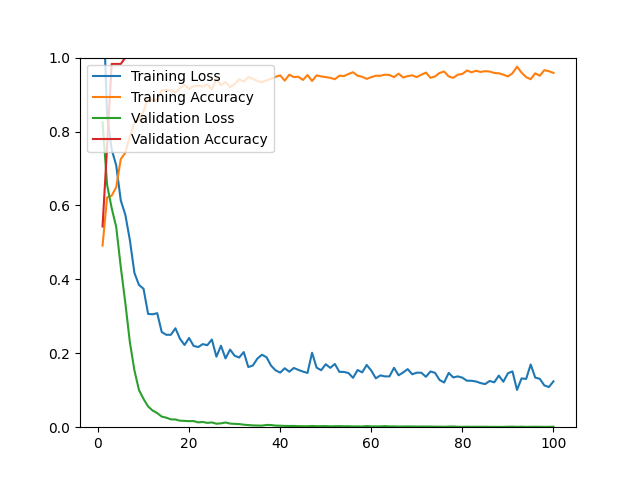 1.0
0.8
0.6
0.4
0.2
0.0
Training Loss
Training Accuracy
Validation Loss
Validation Accuracy
0 20 40 60 80 100